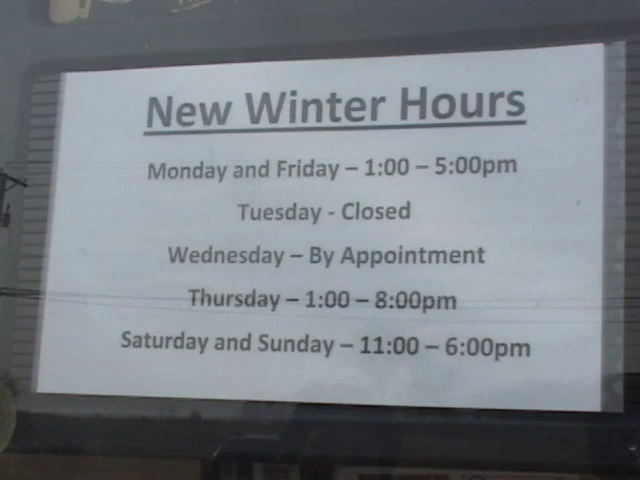 New Winter Hours
Monday and Friday – 1:00 – 5:00pm
Tuesday - Closed
Wednesday – By Appointment
Thursday – 1:00 – 8:00pm
Saturday and Sunday – 11:00 – 6:00pm